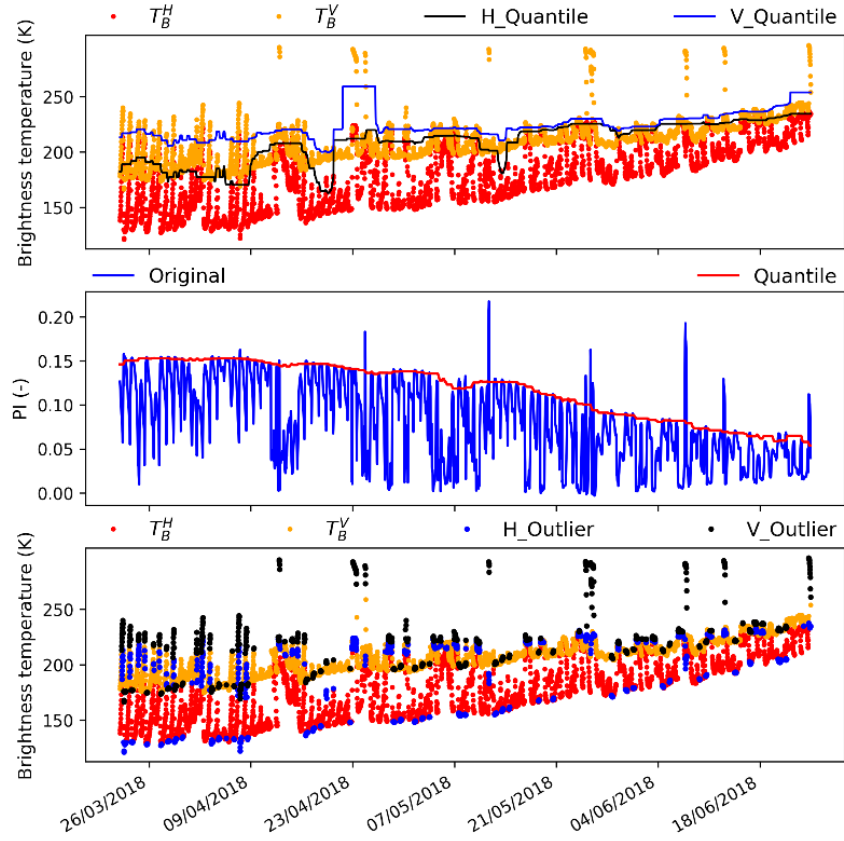 T_B^H T_B^V H_Quantile V_Quantile
Brightness temperature (K)
250
200
150
Original Quantile
PI (-)
0.20
0.15
0.10
0.05
0.00
T_B^H T_B^V H_Outlier V_Outlier
Brightness temperature (K)
250
200
150
26/03/2018 09/04/2018 23/04/2018 07/05/2018 21/05/2018 04/06/2018 18/06/2018